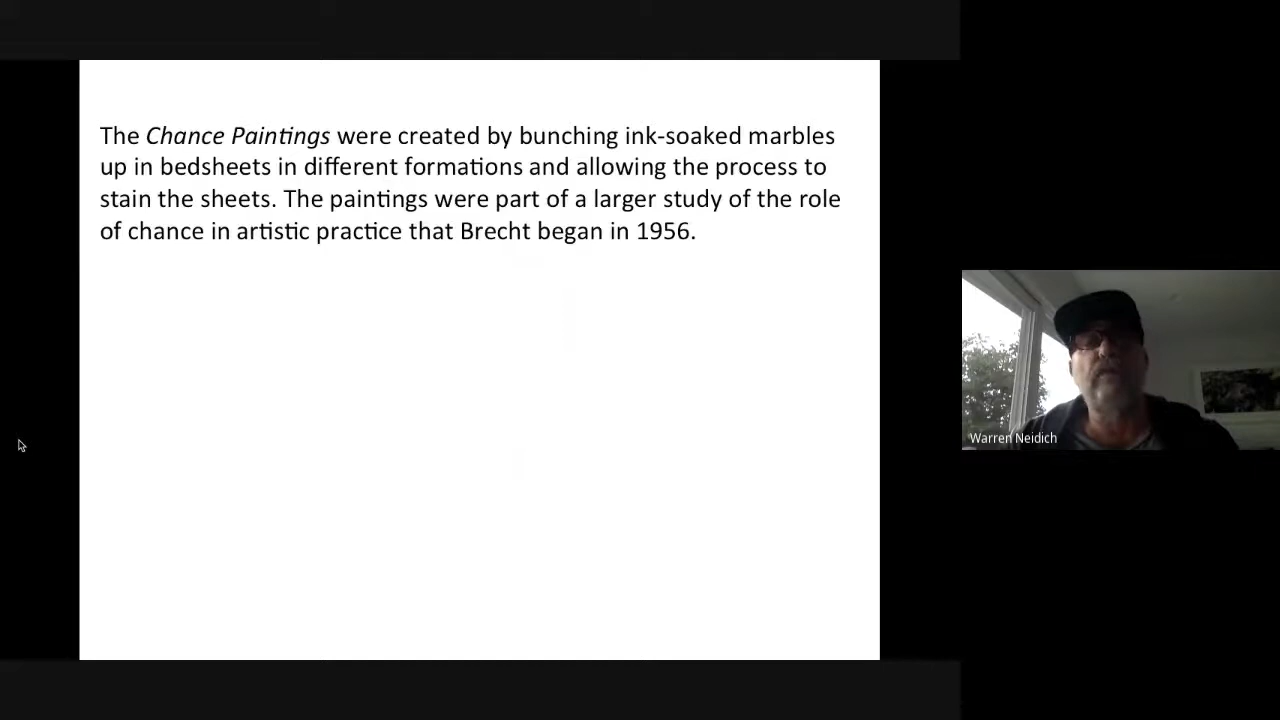 The Chance Paintings were created by bunching ink-soaked marbles
up in bedsheets in different formations and allowing the process to
stain the sheets. The paintings were part of a larger study of the role
of chance in artistic practice that Brecht began in 1956.
Warren Neidich